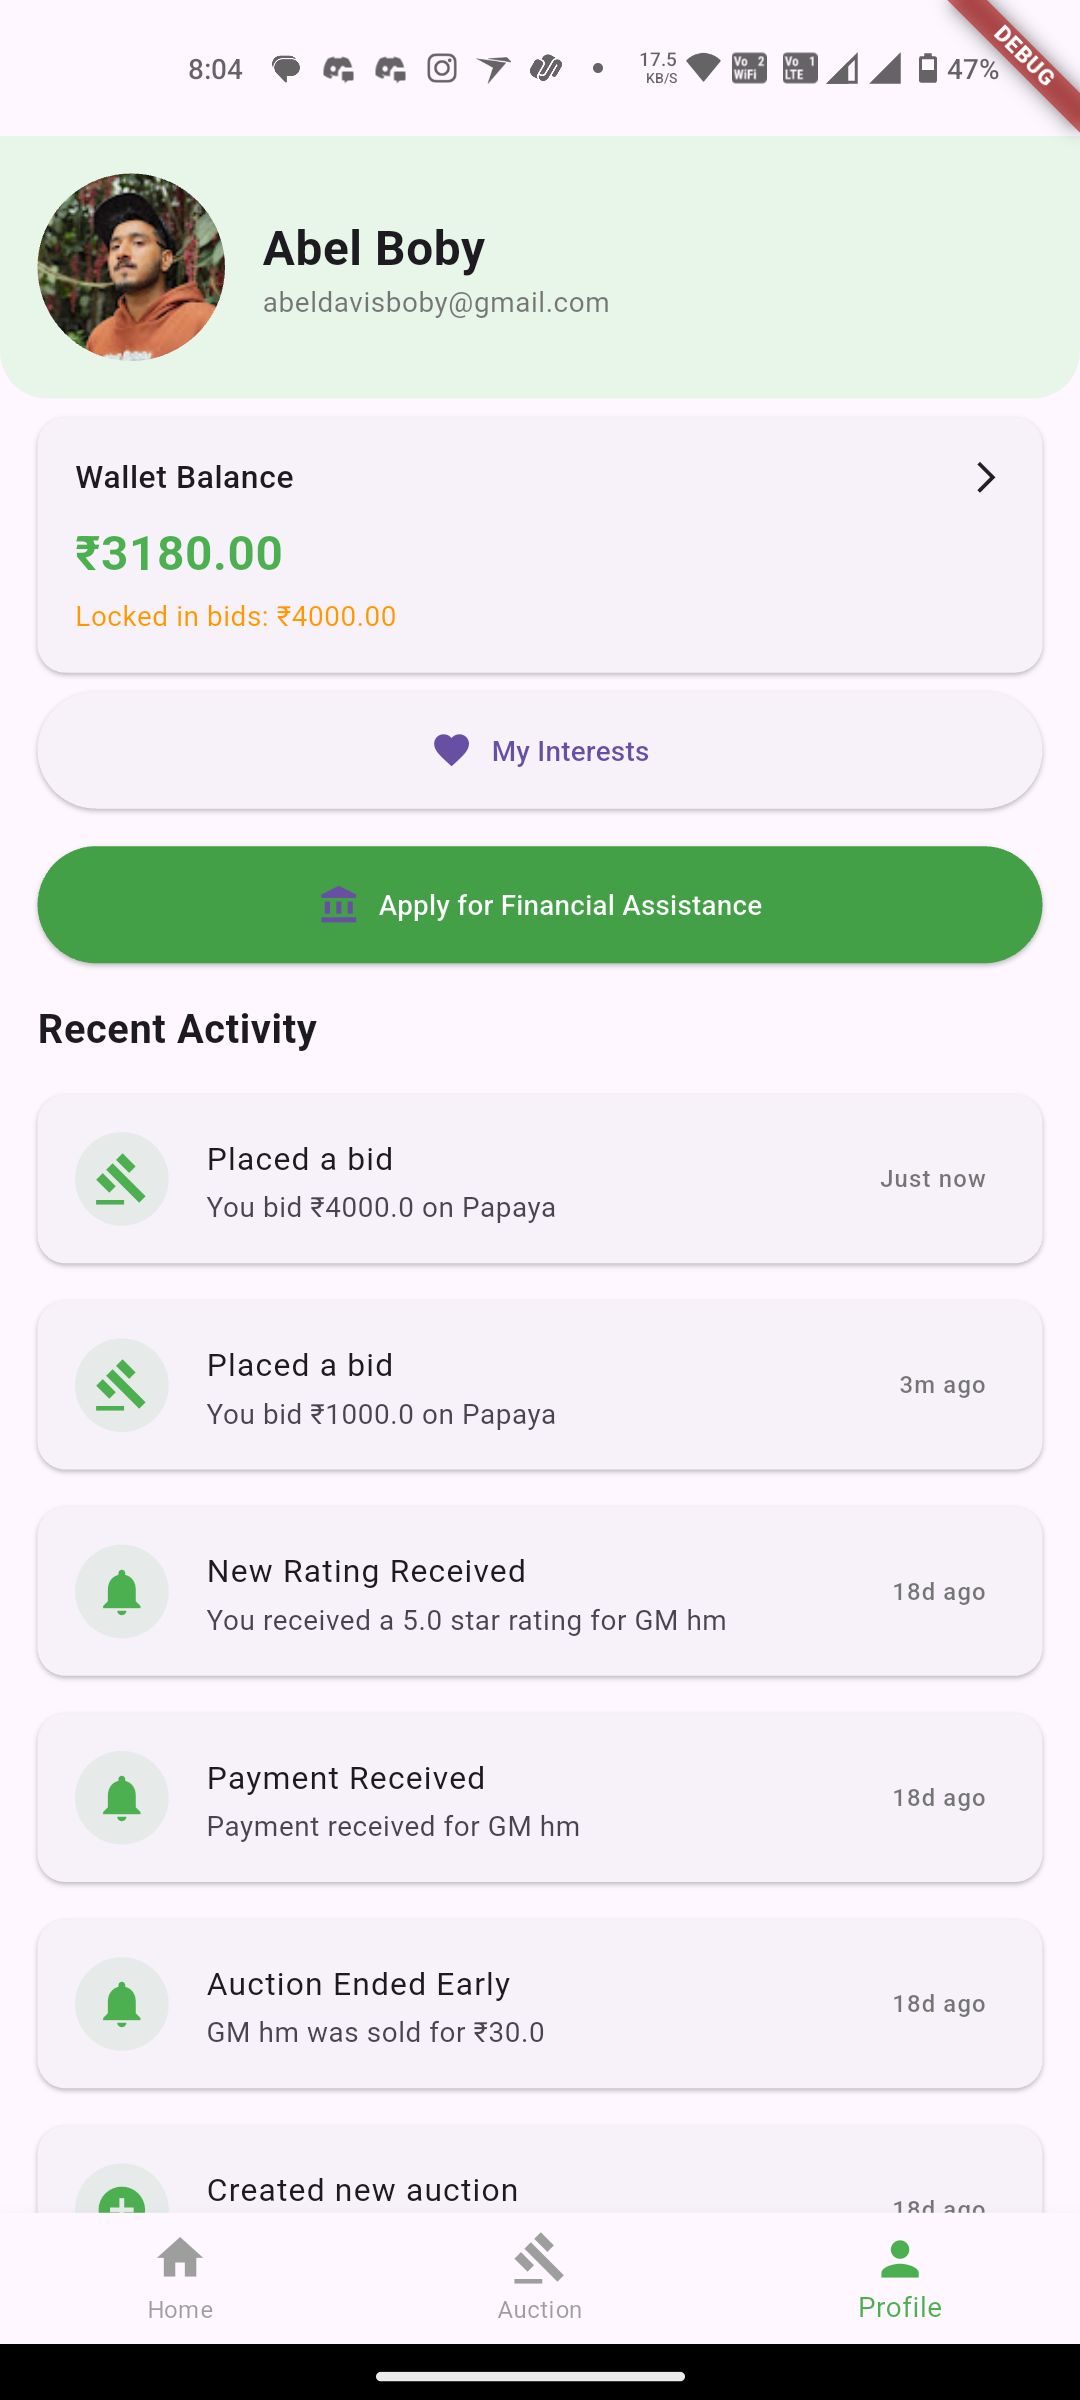 8:04
17.5
KB/S
Vo 2
WiFi
Vo 1
LTE
47%
DEBUG
Abel Boby
abeldavisboby@gmail.com
Wallet Balance
₹3180.00
Locked in bids: ₹4000.00
My Interests
Apply for Financial Assistance
Recent Activity
Placed a bid
You bid ₹4000.0 on Papaya
Just now
Placed a bid
You bid ₹1000.0 on Papaya
3m ago
New Rating Received
You received a 5.0 star rating for GM hm
18d ago
Payment Received
Payment received for GM hm
18d ago
Auction Ended Early
GM hm was sold for ₹30.0
18d ago
Created new auction
18d ago
Home
Auction
Profile